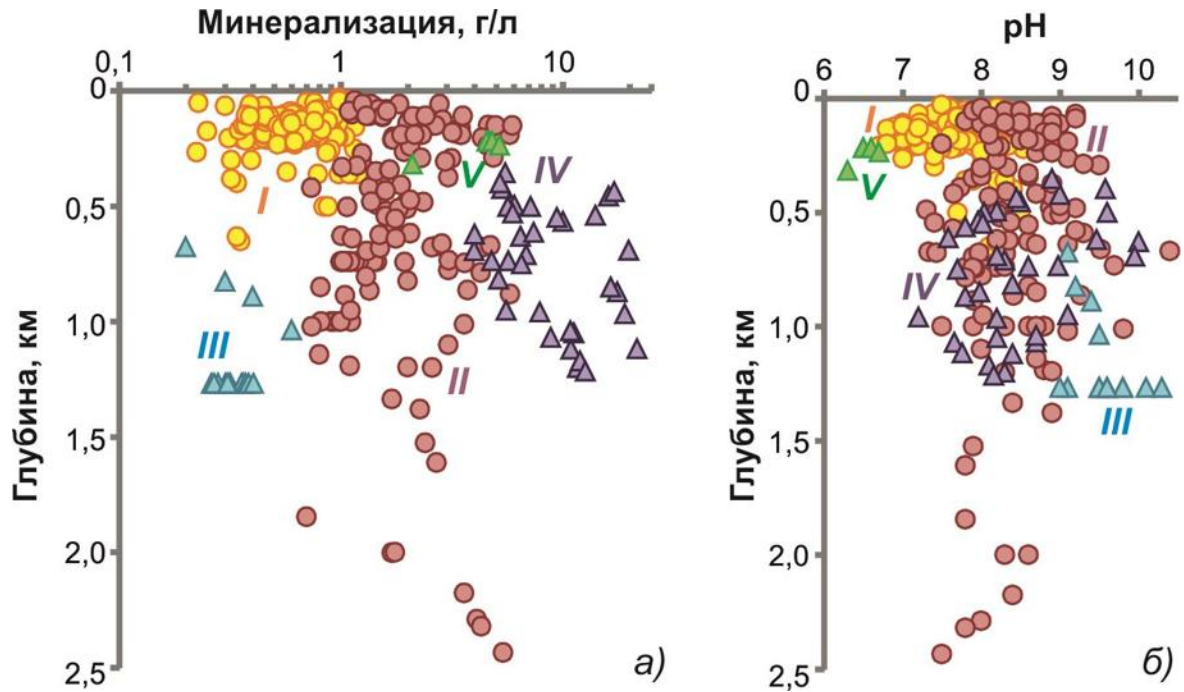 Минерализация, г/л
0,1 1 10
0
0,5
1,0
1,5
2,0
2,5
Глубина, км
I
II
III
IV
V
а)
pH
6 7 8 9 10
0
0,5
1,0
1,5
2,0
2,5
Глубина, км
I
II
III
IV
V
б)